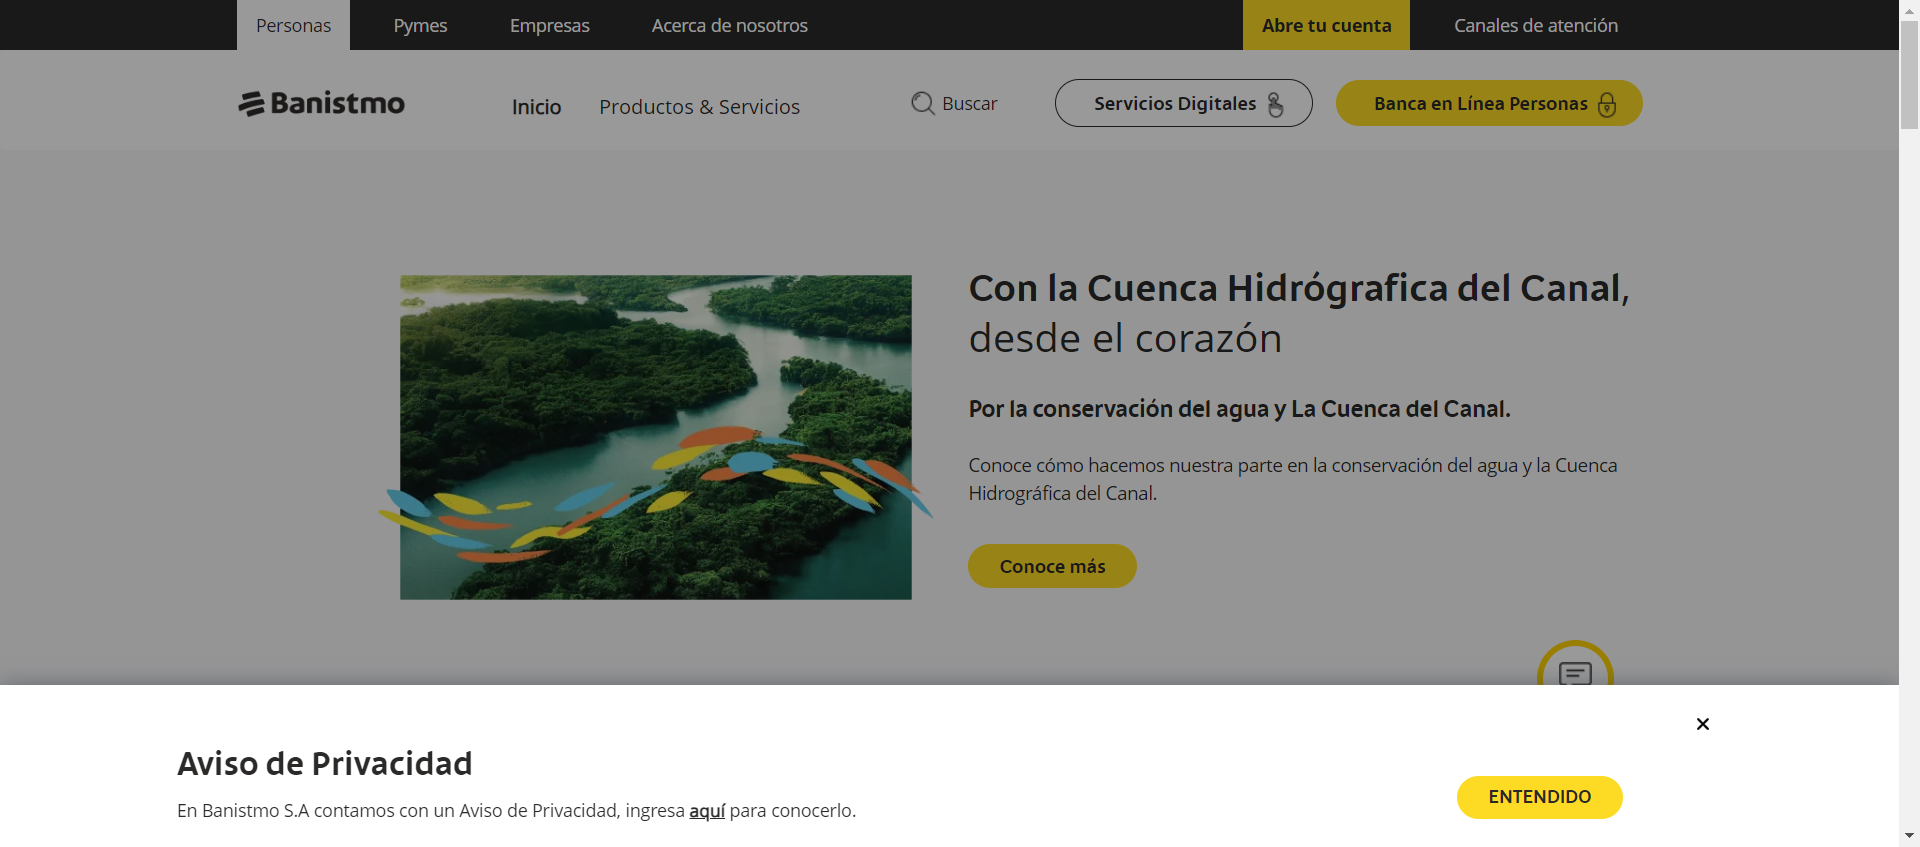 Personas
Pymes
Empresas
Acerca de nosotros
Abre tu cuenta
Canales de atención
Banistmo
Inicio
Productos & Servicios
Buscar
Servicios Digitales
Banca en Línea Personas
Con la Cuenca Hidrógrafica del Canal,
desde el corazón
Por la conservación del agua y La Cuenca del Canal.
Conoce cómo hacemos nuestra parte en la conservación del agua y la Cuenca
Hidrográfica del Canal.
Conoce más
Aviso de Privacidad
En Banistmo S.A contamos con un Aviso de Privacidad, ingresa aquí para conocerlo.
ENTENDIDO